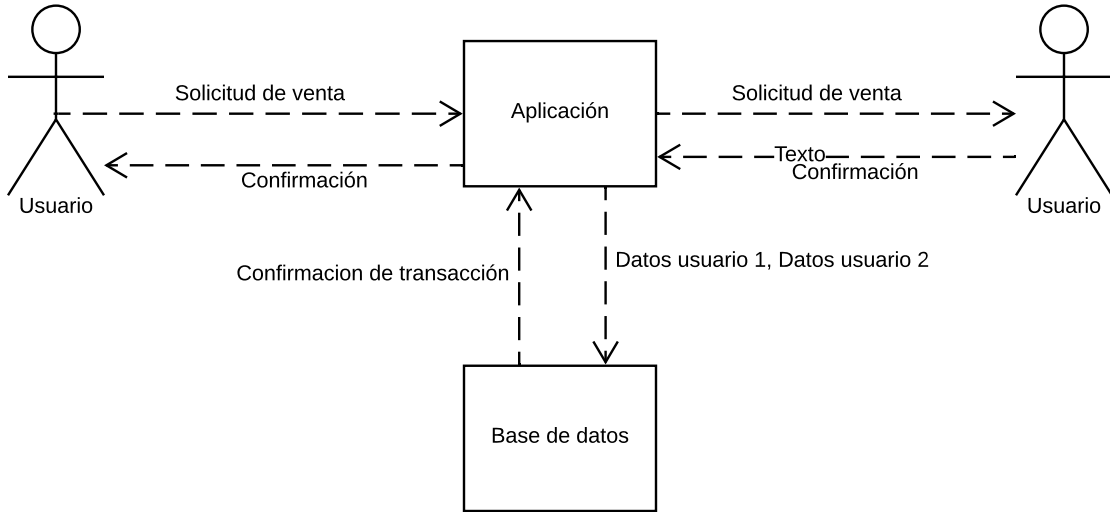 Solicitud de venta
Aplicación
Solicitud de venta
Texto
Confirmación
Confirmación
Usuario
Usuario
Confirmacion de transacción
Datos usuario 1, Datos usuario 2
Base de datos